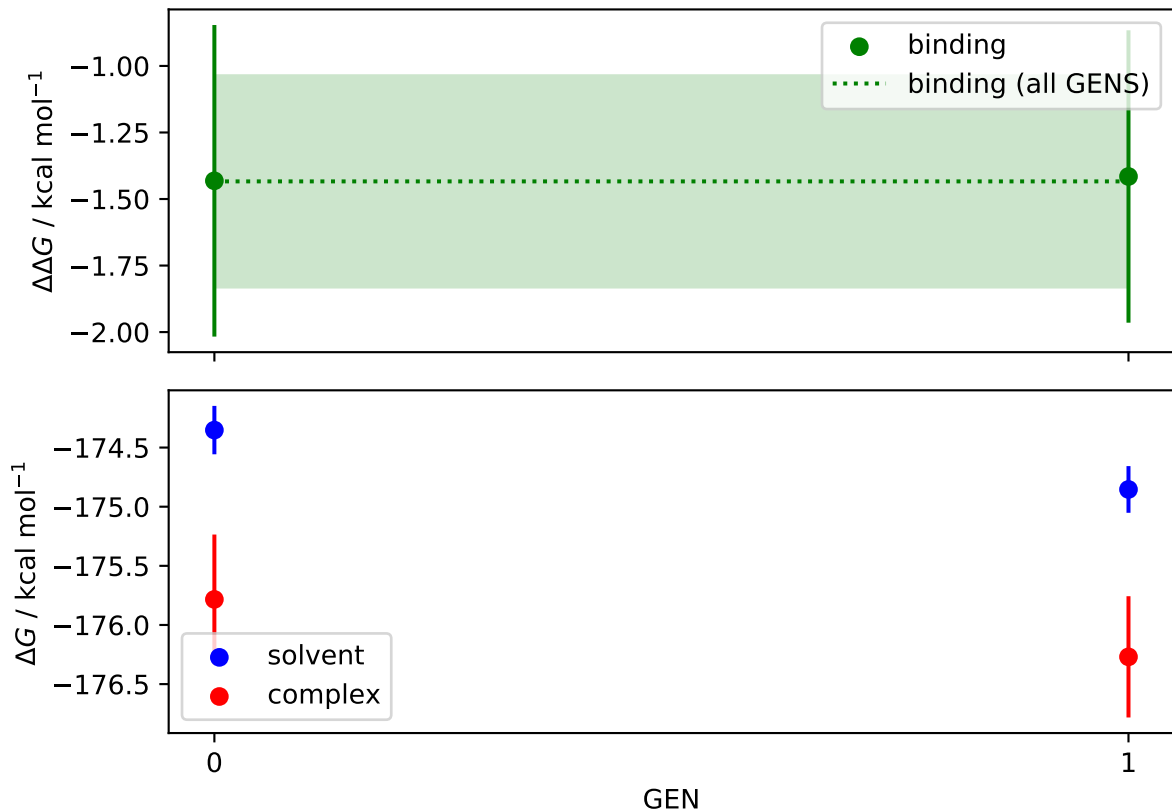 ΔΔG / kcal mol⁻¹
−1.00
−1.25
−1.50
−1.75
−2.00
binding
binding (all GENS)
ΔG / kcal mol⁻¹
−174.5
−175.0
−175.5
−176.0
−176.5
solvent
complex
0
1
GEN